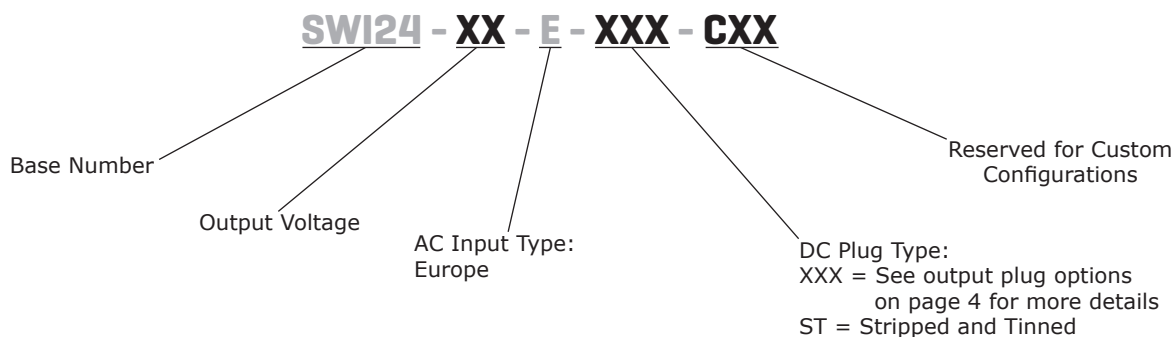 SWI24 - XX - E - XXX - CXX
Base Number
Output Voltage
AC Input Type:
Europe
DC Plug Type:
XXX = See output plug options
on page 4 for more details
ST = Stripped and Tinned
Reserved for Custom
Configurations